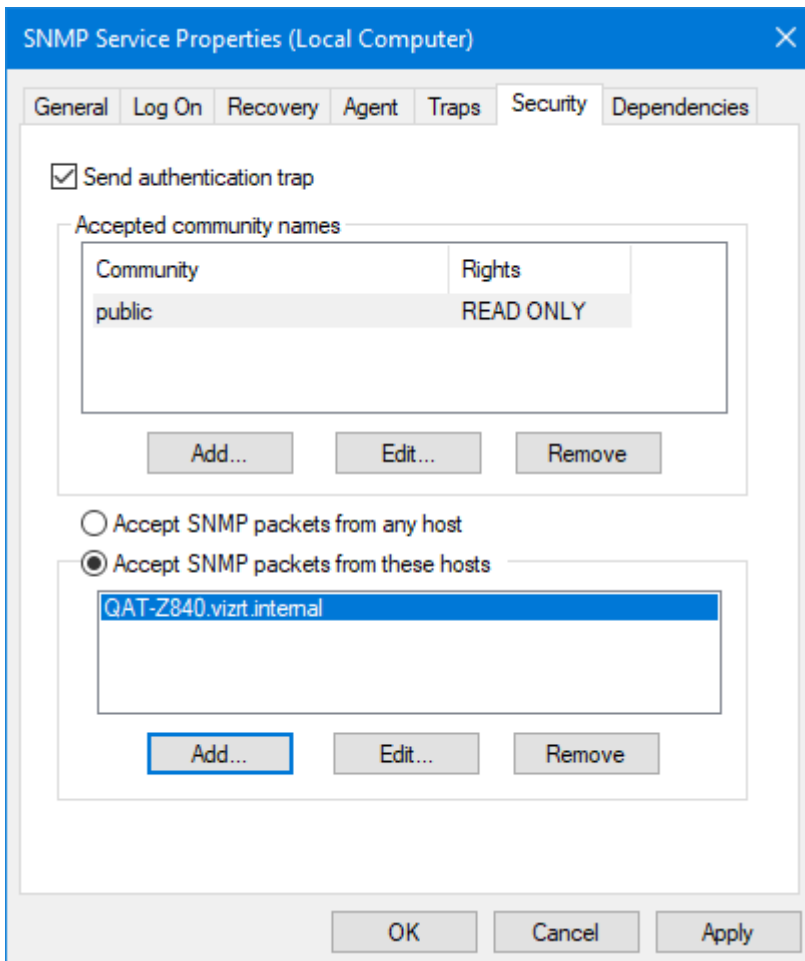 SNMP Service Properties (Local Computer)
General Log On Recovery Agent Traps Security Dependencies
Send authentication trap
Accepted community names
Community Rights
public READ ONLY
Add... Edit... Remove
Accept SNMP packets from any host
Accept SNMP packets from these hosts
QAT-Z840.vizrt.internal
Add... Edit... Remove
OK Cancel Apply